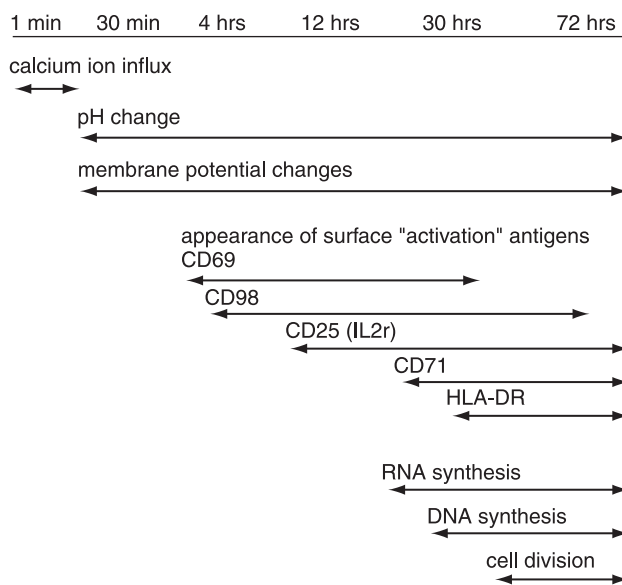 1 min 30 min 4 hrs 12 hrs 30 hrs 72 hrs
calcium ion influx
pH change
membrane potential changes
appearance of surface "activation" antigens
CD69
CD98
CD25 (IL2r)
CD71
HLA-DR
RNA synthesis
DNA synthesis
cell division